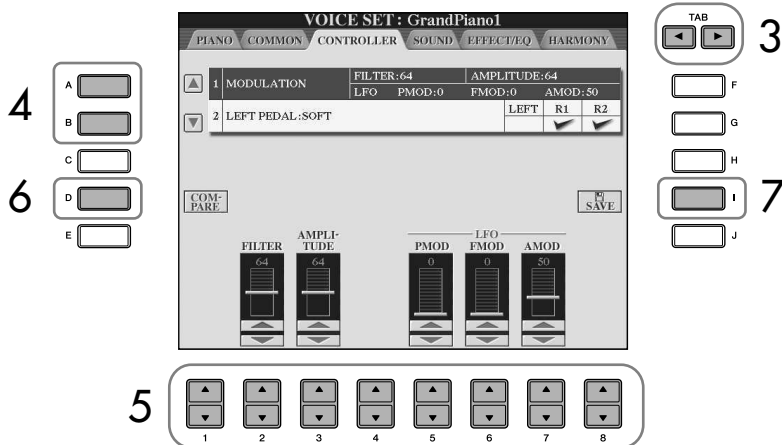 VOICE SET : GrandPiano1
TAB
3
PIANO COMMON CONTROLLER SOUND EFFECT/EQ HARMONY
4
A
B
C
6
D
E
F
G
H
7
I
J
1 MODULATION
FILTER:64 AMPLITUDE:64
LFO PMOD:0 FMOD:0 AMOD:50
2 LEFT PEDAL:SOFT
LEFT R1 R2
COM-
PARE
SAVE
FILTER
AMPLI-
TUDE
LFO
PMOD FMOD AMOD
64 64 0 0 50
5
1 2 3 4 5 6 7 8